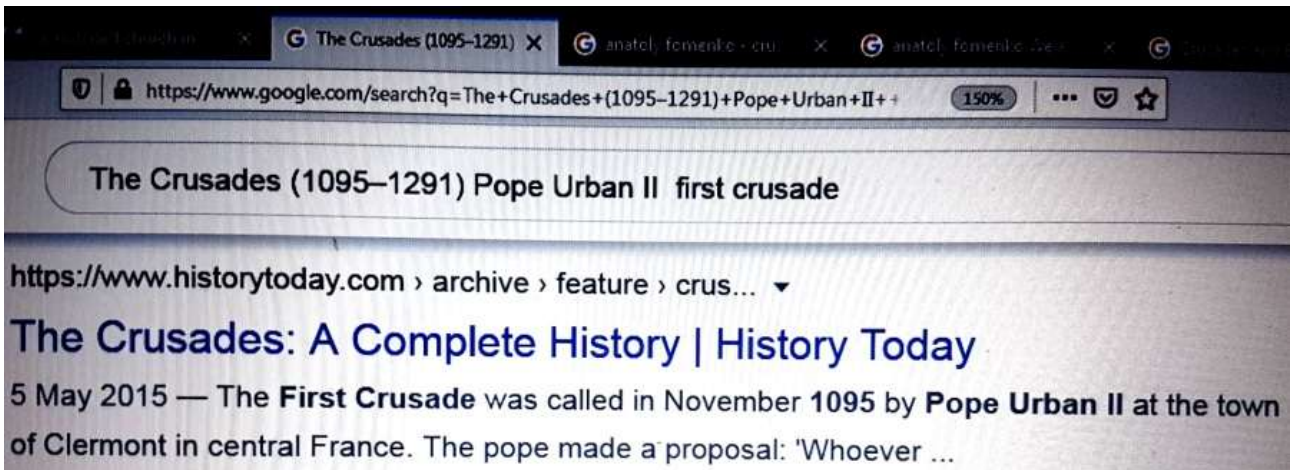 The Crusades (1095–1291)
anatoly fomenko - cru
anatoly fomenko
https://www.google.com/search?q=The+Crusades+(1095–1291)+Pope+Urban+II++
150%
The Crusades (1095–1291) Pope Urban II first crusade
https://www.historytoday.com › archive › feature › crus...
The Crusades: A Complete History | History Today
5 May 2015 — The First Crusade was called in November 1095 by Pope Urban II at the town
of Clermont in central France. The pope made a proposal: 'Whoever ...